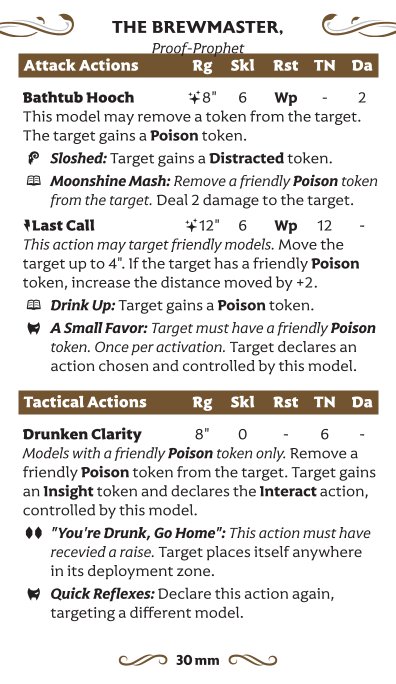 THE BREWMASTER,
Proof-Prophet
Attack Actions Rg Skl Rst TN Da
Bathtub Hooch 8" 6 Wp - 2
This model may remove a token from the target.
The target gains a Poison token.
Sloshed: Target gains a Distracted token.
Moonshine Mash: Remove a friendly Poison token
from the target. Deal 2 damage to the target.
Last Call 12" 6 Wp 12 -
This action may target friendly models. Move the
target up to 4". If the target has a friendly Poison
token, increase the distance moved by +2.
Drink Up: Target gains a Poison token.
A Small Favor: Target must have a friendly Poison
token. Once per activation. Target declares an
action chosen and controlled by this model.
Tactical Actions Rg Skl Rst TN Da
Drunken Clarity 8" 0 - 6 -
Models with a friendly Poison token only. Remove a
friendly Poison token from the target. Target gains
an Insight token and declares the Interact action,
controlled by this model.
"You're Drunk, Go Home": This action must have
recevied a raise. Target places itself anywhere
in its deployment zone.
Quick Reflexes: Declare this action again,
targeting a different model.
30 mm